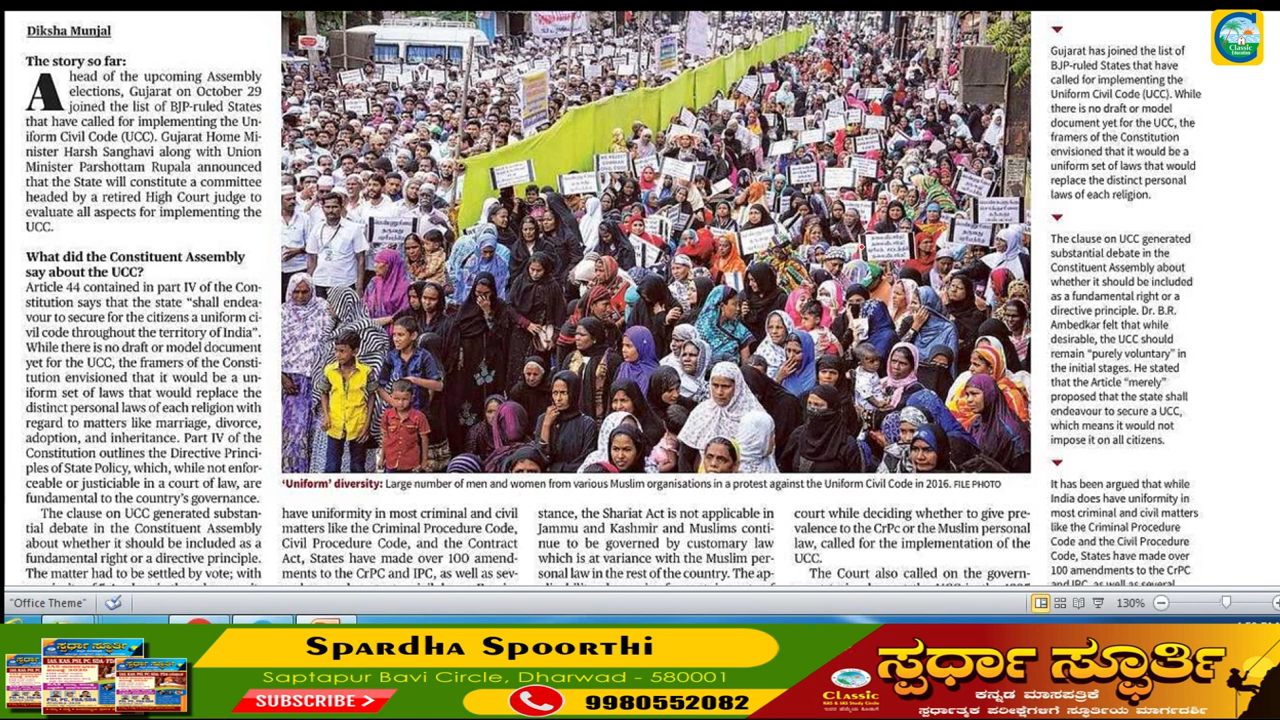 Diksha Munjal
The story so far:
Ahead of the upcoming Assembly
elections, Gujarat on October 29
joined the list of BJP-ruled States
that have called for implementing the Un-
iform Civil Code (UCC). Gujarat Home Mi-
nister Harsh Sanghavi along with Union
Minister Parshottam Rupala announced
that the State will constitute a committee
headed by a retired High Court judge to
evaluate all aspects for implementing the
UCC.
What did the Constituent Assembly
say about the UCC?
Article 44 contained in part IV of the Con-
stitution says that the state “shall endea-
vour to secure for the citizens a uniform ci-
vil code throughout the territory of India”.
While there is no draft or model document
yet for the UCC, the framers of the Consti-
tution envisioned that it would be a un-
iform set of laws that would replace the
distinct personal laws of each religion with
regard to matters like marriage, divorce,
adoption, and inheritance. Part IV of the
Constitution outlines the Directive Princi-
ples of State Policy, which, while not enfor-
ceable or justiciable in a court of law, are
fundamental to the country’s governance.
The clause on UCC generated substan-
tial debate in the Constituent Assembly
about whether it should be included as a
fundamental right or a directive principle.
The matter had to be settled by vote; with
‘Uniform’ diversity: Large number of men and women from various Muslim organisations in a protest against the Uniform Civil Code in 2016. FILE PHOTO
have uniformity in most criminal and civil
matters like the Criminal Procedure Code,
Civil Procedure Code, and the Contract
Act, States have made over 100 amend-
ments to the CrPC and IPC, as well as sev-
stance, the Shariat Act is not applicable in
Jammu and Kashmir and Muslims conti-
nue to be governed by customary law
which is at variance with the Muslim per-
sonal law in the rest of the country. The ap-
court while deciding whether to give pre-
valence to the CrPc or the Muslim personal
law, called for the implementation of the
UCC.
The Court also called on the govern-
Gujarat has joined the list of
BJP-ruled States that have
called for implementing the
Uniform Civil Code (UCC). While
there is no draft or model
document yet for the UCC, the
framers of the Constitution
envisioned that it would be a
uniform set of laws that would
replace the distinct personal
laws of each religion.
The clause on UCC generated
substantial debate in the
Constituent Assembly about
whether it should be included
as a fundamental right or a
directive principle. Dr. B.R.
Ambedkar felt that while
desirable, the UCC should
remain “purely voluntary” in
the initial stages. He stated
that the Article “merely”
proposed that the state shall
endeavour to secure a UCC,
which means it would not
impose it on all citizens.
It has been argued that while
India does have uniformity in
most criminal and civil matters
like the Criminal Procedure
Code and the Civil Procedure
Code, States have made over
100 amendments to the CrPC
and IPC, as well as several
Classic
"Office Theme"
130%
Spardha Spoorthi
Saptapur Bavi Circle, Dharwad - 580001
SUBSCRIBE >
9980552082
Classic
ಸ್ಪರ್ಧಾ ಸ್ಫೂರ್ತಿ
ಕನ್ನಡ ಮಾಸಪತ್ರಿಕೆ
ಸ್ಪರ್ಧಾತ್ಮಕ ಪರೀಕ್ಷೆಗಳಿಗೆ ಸ್ಫೂರ್ತಿಯ ಮಾರ್ಗದರ್ಶಿ